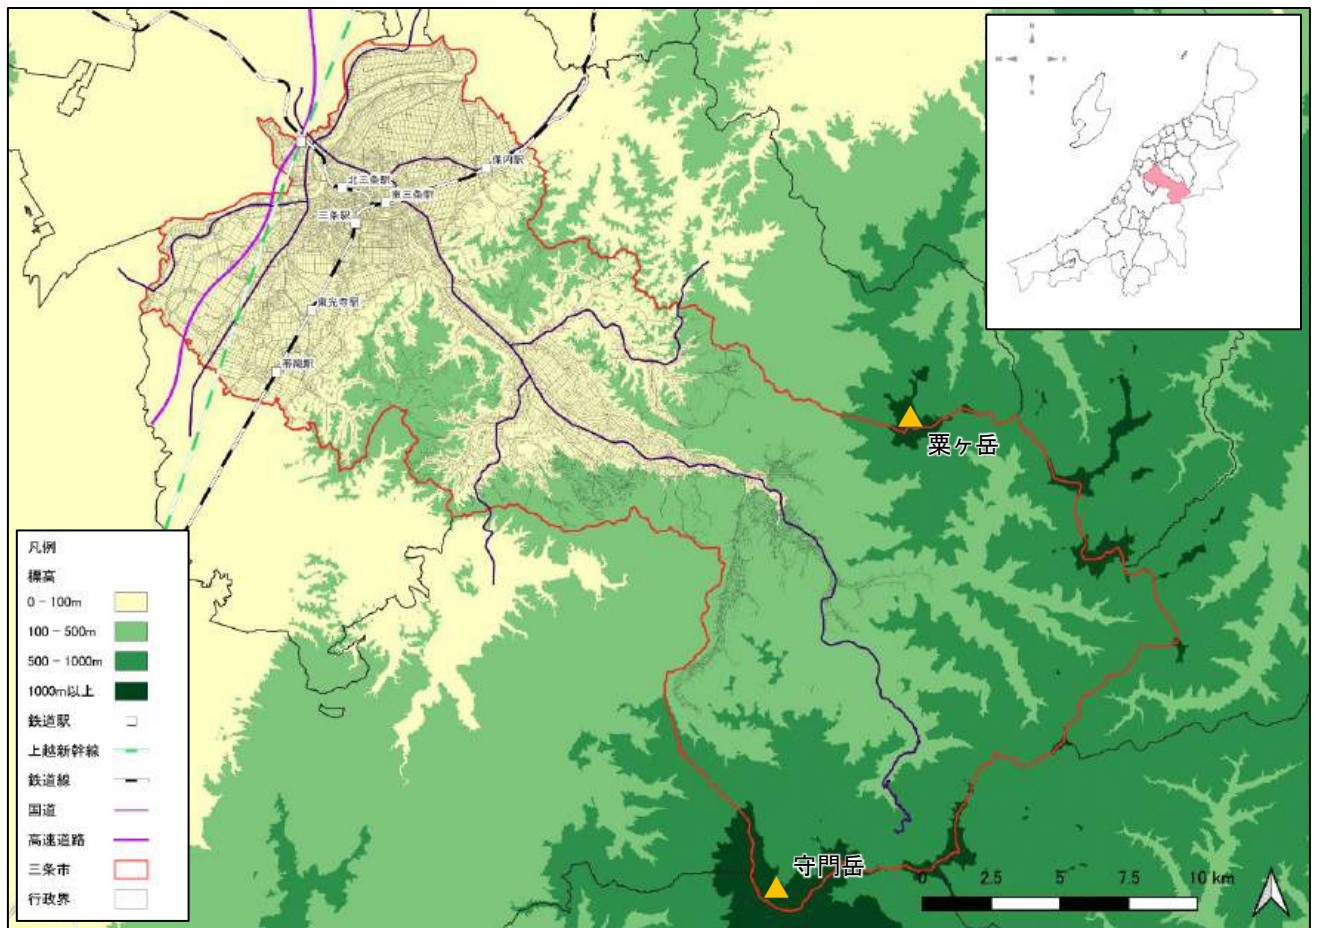 保内駅
北三条駅
東三条駅
三条駅
東光寺駅
帯織駅
粟ヶ岳
守門岳
凡例
標高
0 - 100m
100 - 500m
500 - 1000m
1000m以上
鉄道駅
上越新幹線
鉄道線
国道
高速道路
三条市
行政界
0 2.5 5 7.5 10 km